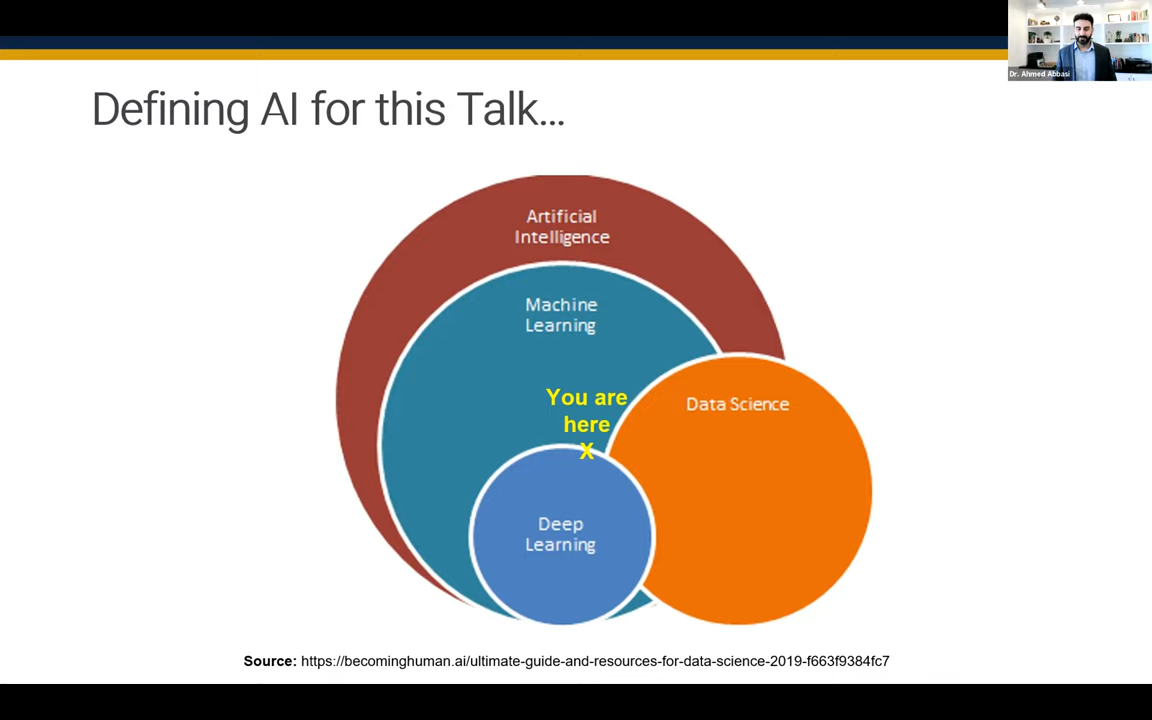 Dr. Ahmed Abbasi
Defining AI for this Talk...
Artificial
Intelligence
Machine
Learning
You are
here
X
Data Science
Deep
Learning
Source: https://becominghuman.ai/ultimate-guide-and-resources-for-data-science-2019-f663f9384fc7